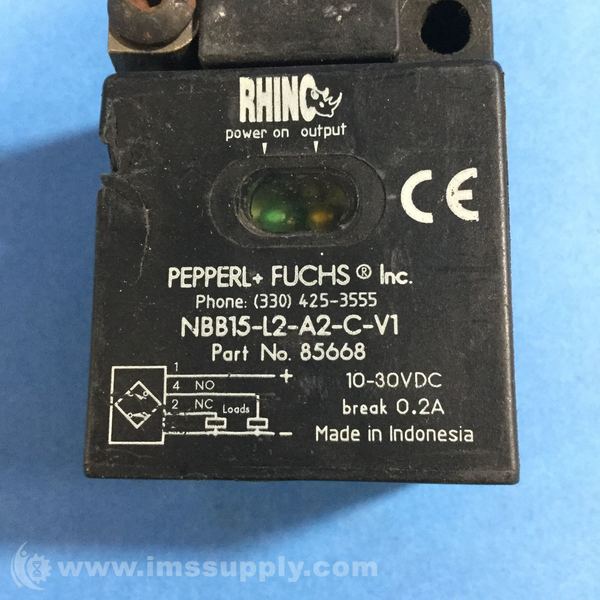 RHINO
power on output
CE
PEPPERL+ FUCHS ® Inc.
Phone: (330) 425-3555
NBB15-L2-A2-C-V1
Part No. 85668
1
+
4 NO
10-30VDC
2 NC Loads
break 0.2A
-
Made in Indonesia
www.imssupply.com